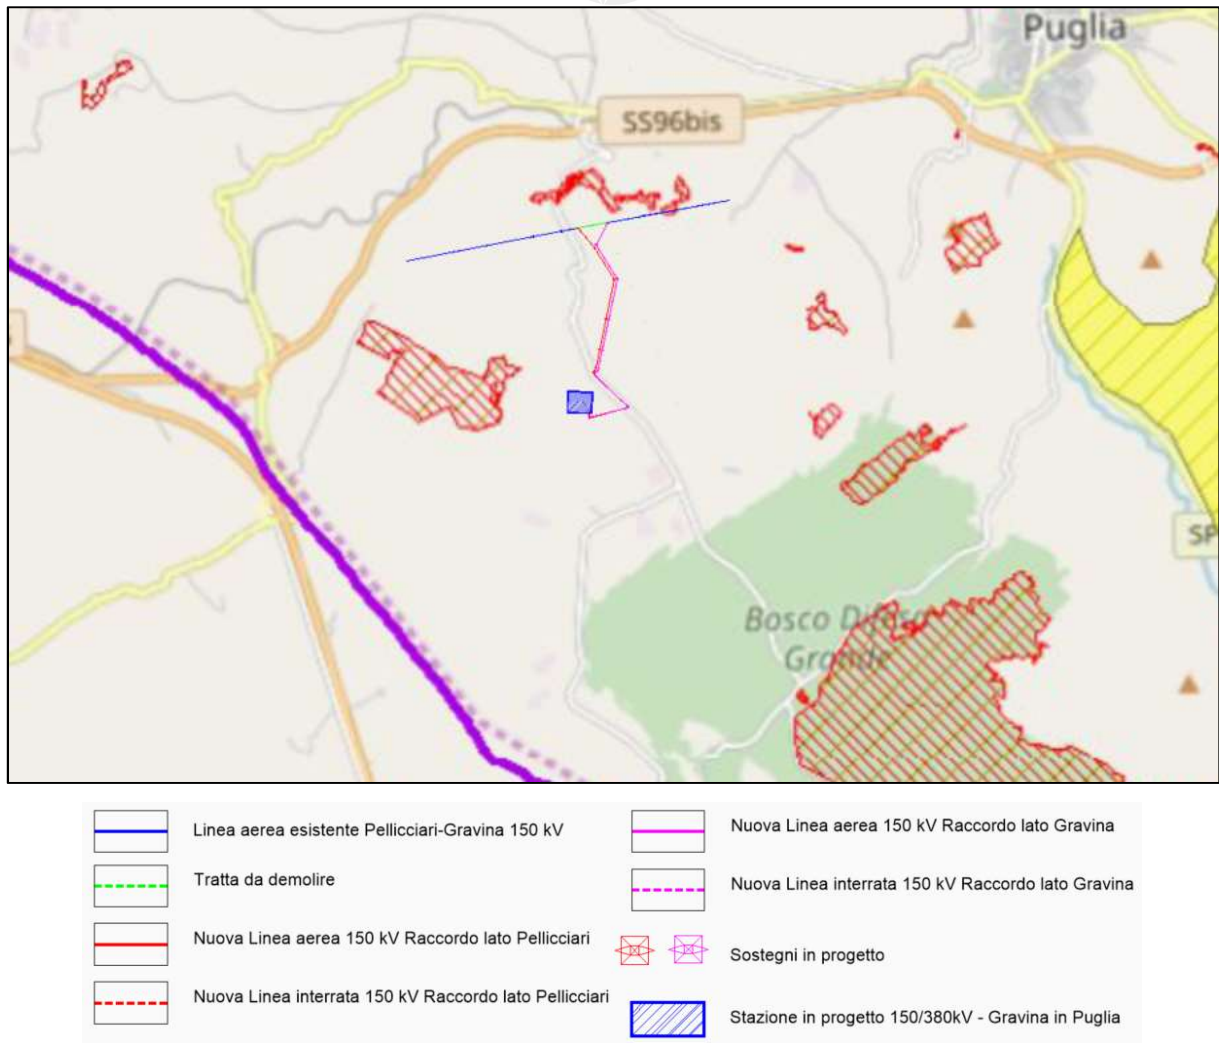 Puglia
SS96bis
SP
Bosco Difesa
Grande
Linea aerea esistente Pellicciari-Gravina 150 kV
Tratta da demolire
Nuova Linea aerea 150 kV Raccordo lato Pellicciari
Nuova Linea interrata 150 kV Raccordo lato Pellicciari
Nuova Linea aerea 150 kV Raccordo lato Gravina
Nuova Linea interrata 150 kV Raccordo lato Gravina
Sostegni in progetto
Stazione in progetto 150/380kV - Gravina in Puglia